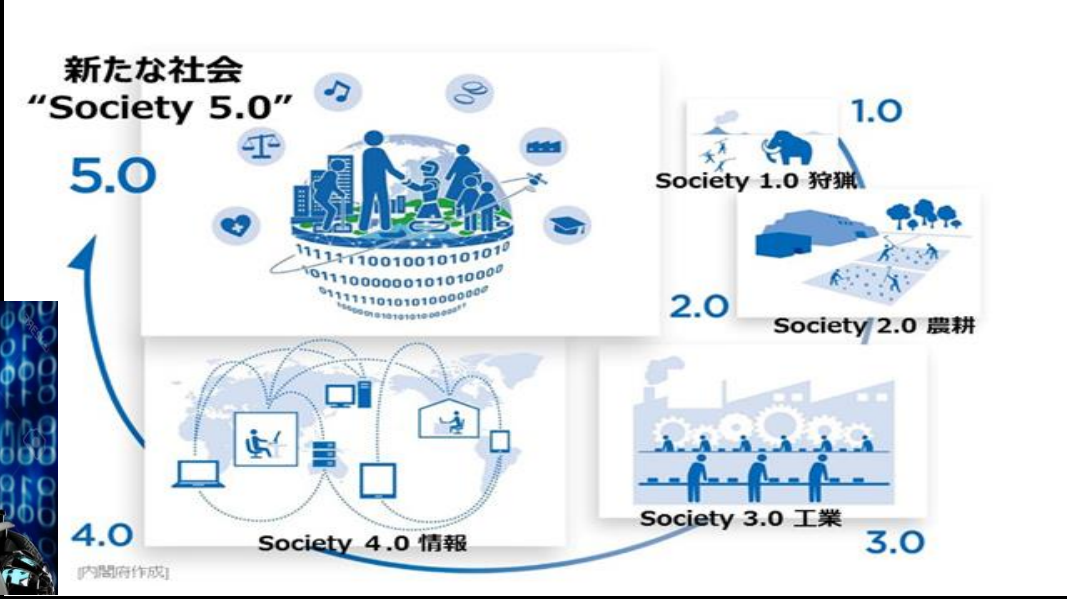 新たな社会
“Society 5.0”
5.0
1.0
Society 1.0 狩猟
2.0
Society 2.0 農耕
111111100100101010101
Society 3.0 工業
3.0
4.0
Society 4.0 情報
[内閣府作成]